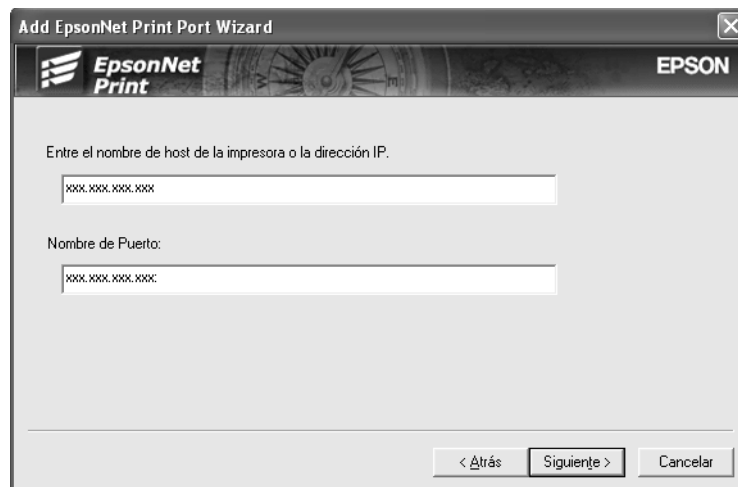 Add EpsonNet Print Port Wizard
EpsonNet
Print
EPSON
Entre el nombre de host de la impresora o la dirección IP.
xxx.xxx.xxx.xxx
Nombre de Puerto:
xxx.xxx.xxx.xxx:
< Atrás
Siguiente >
Cancelar